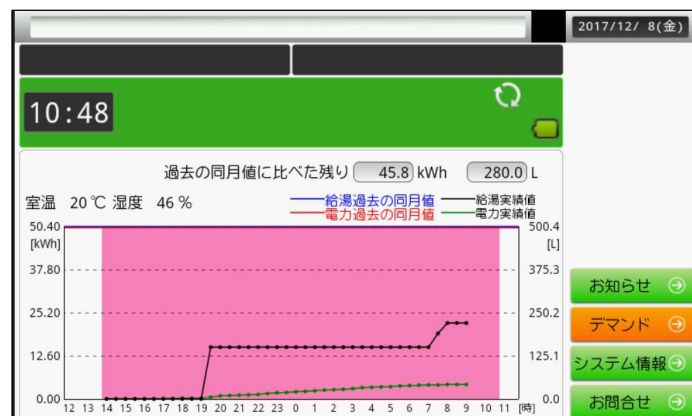 2017/12/ 8(金)
10:48
過去の同月値に比べた残り 45.8 kWh 280.0 L
室温 20℃ 湿度 46 %
給湯過去の同月値 給湯実績値
電力過去の同月値 電力実績値
50.40 500.4
[kWh] [L]
37.80 375.3
25.20 250.2
12.60 125.1
0.00 0.0
12 13 14 15 16 17 18 19 20 21 22 23 0 1 2 3 4 5 6 7 8 9 10 11 [時]
お知らせ
デマンド
システム情報
お問合せ